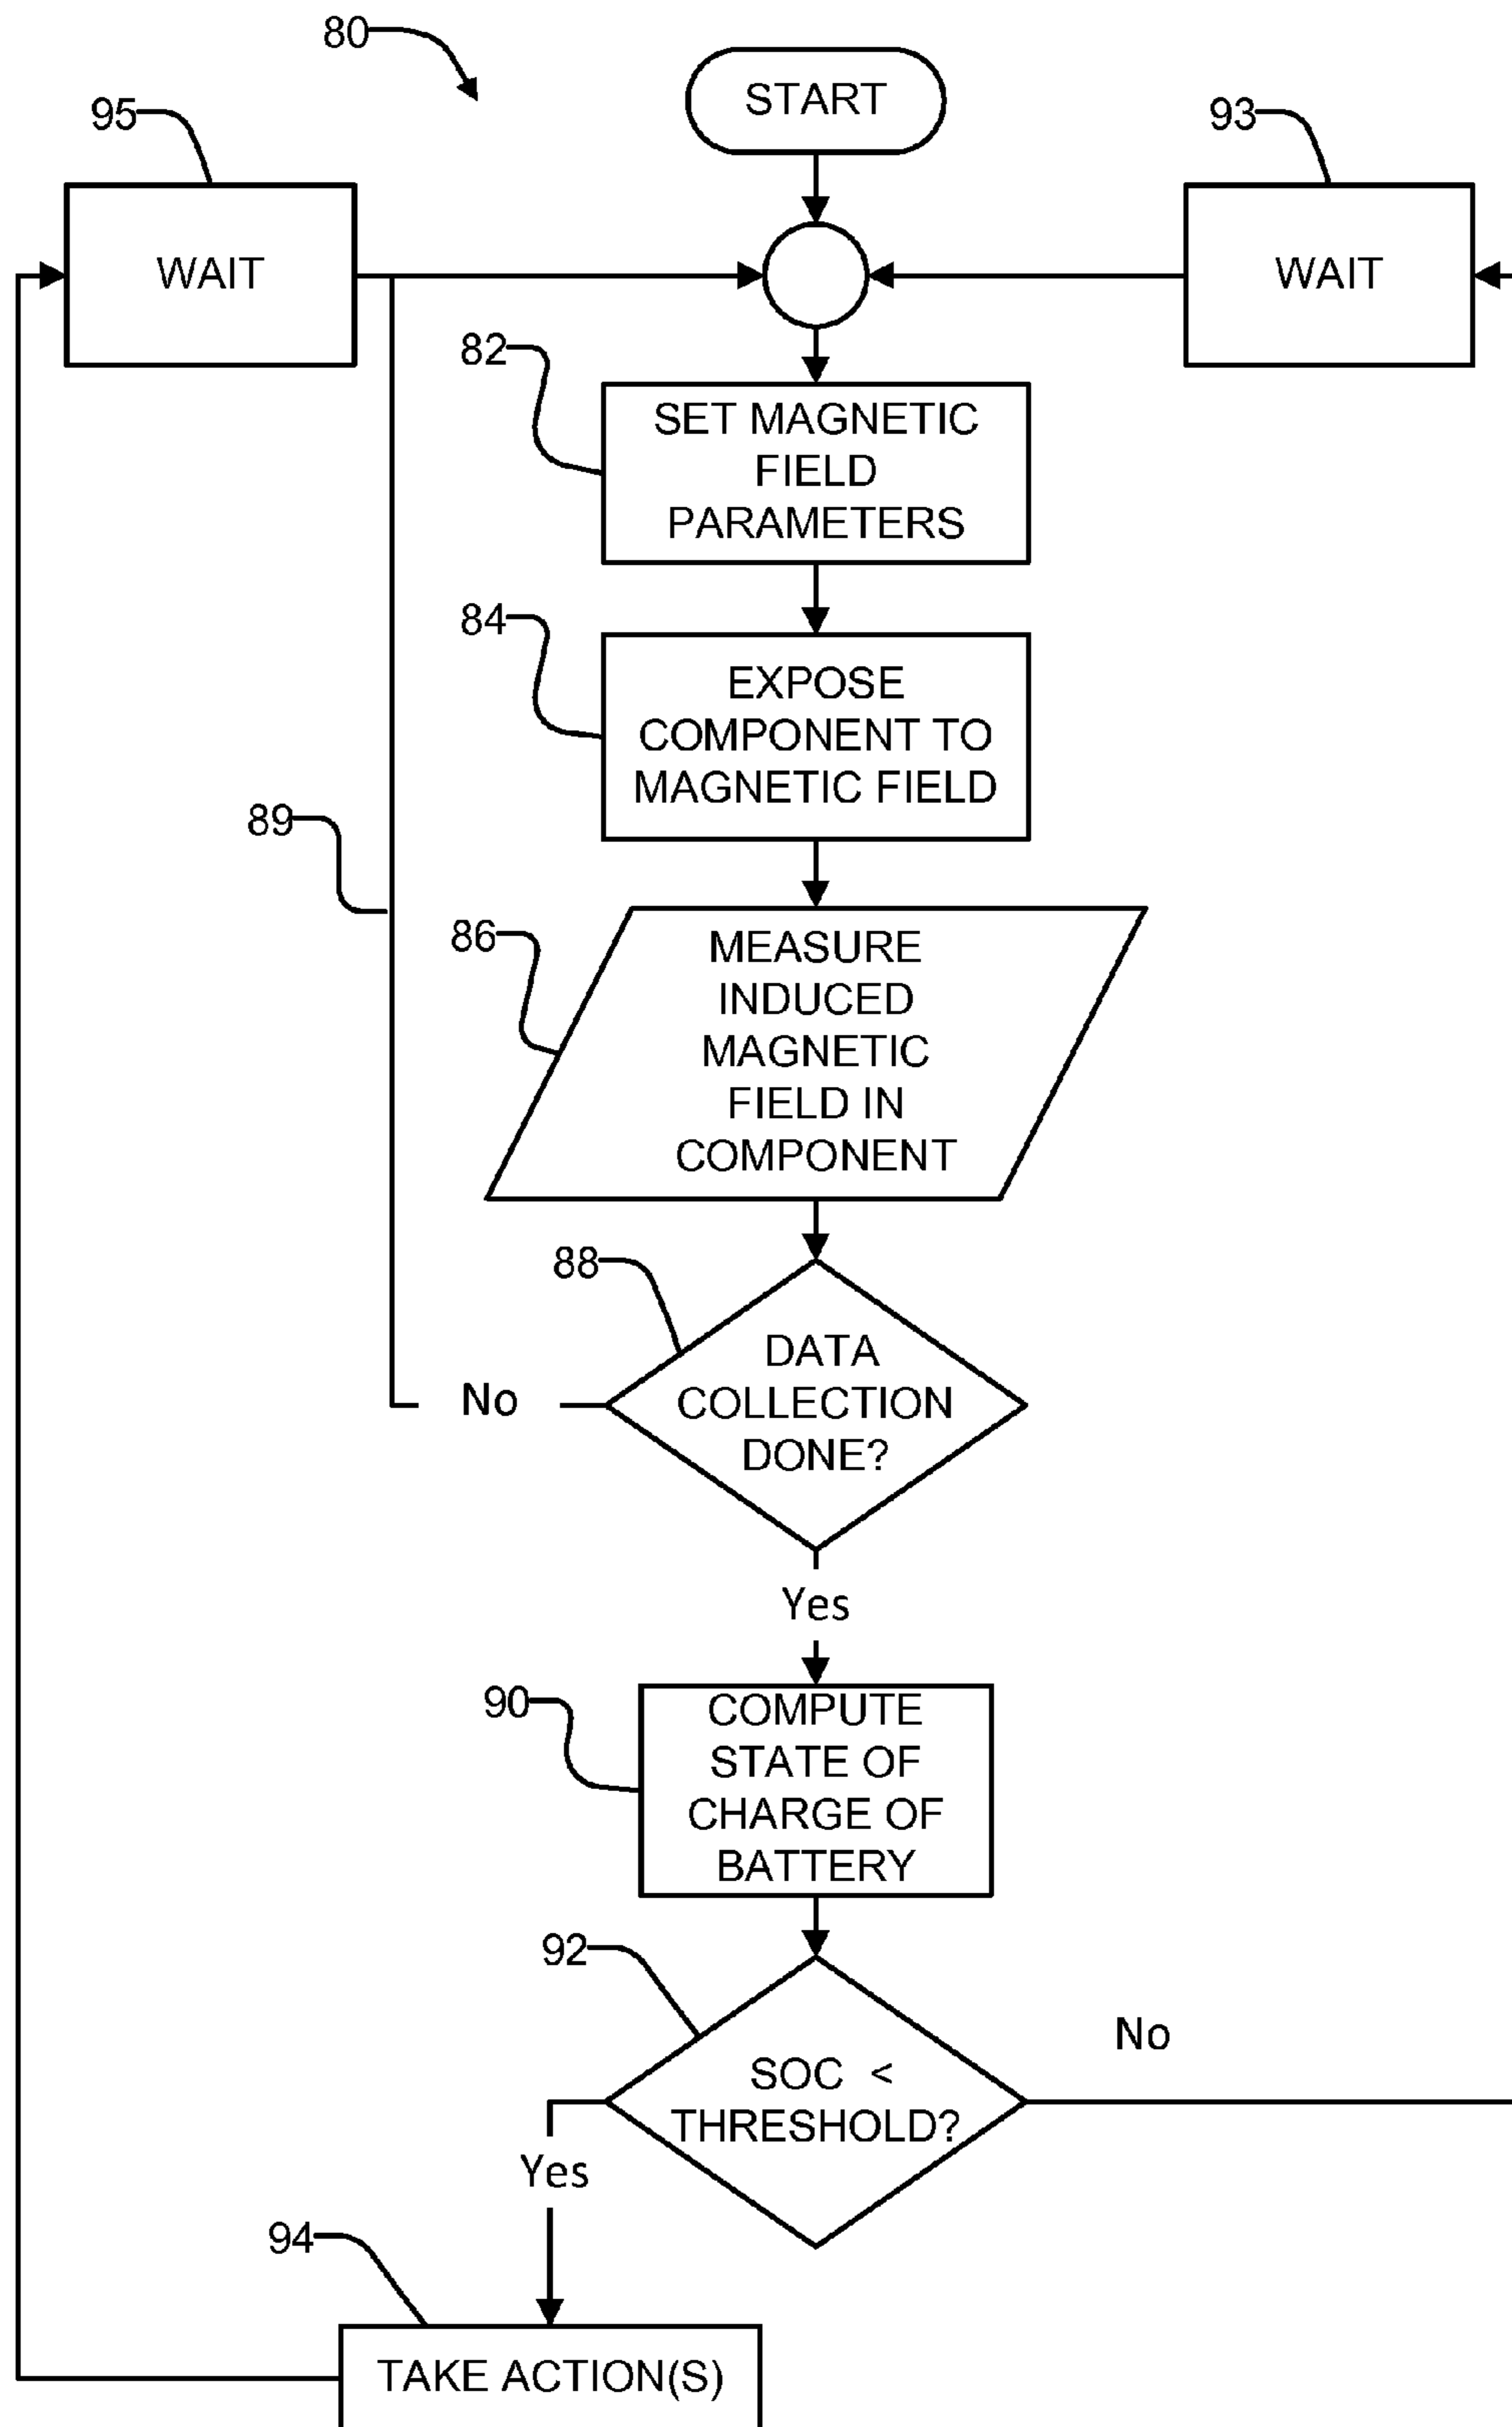 80
START
95
93
WAIT
WAIT
82
SET MAGNETIC
FIELD
PARAMETERS
84
EXPOSE
COMPONENT TO
MAGNETIC FIELD
89
86
MEASURE
INDUCED
MAGNETIC
FIELD IN
COMPONENT
88
DATA
COLLECTION
DONE?
No
Yes
90
COMPUTE
STATE OF
CHARGE OF
BATTERY
92
No
SOC <
THRESHOLD?
Yes
94
TAKE ACTION(S)